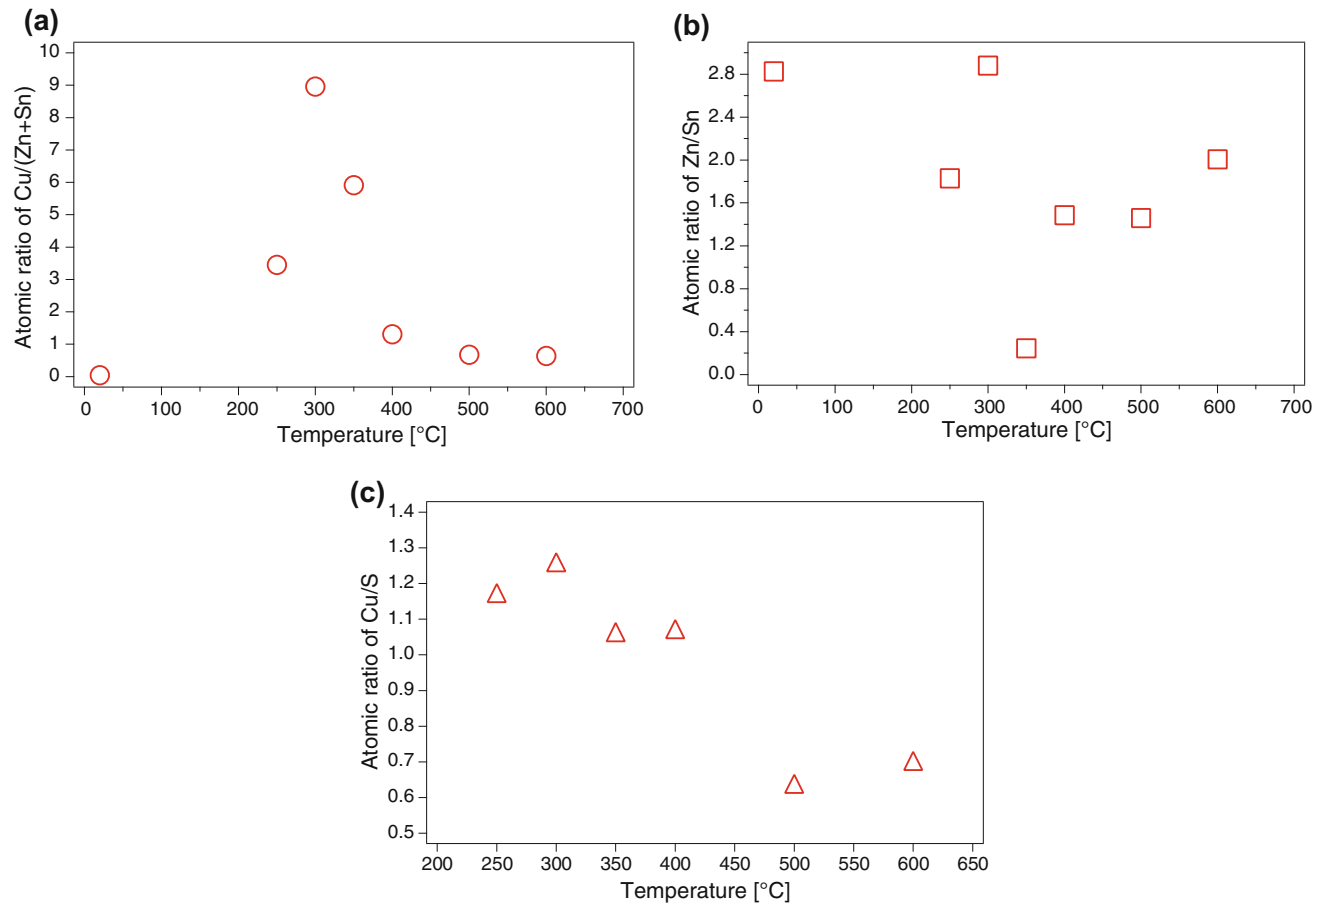 (a)
10
9
8
7
6
5
4
3
2
1
0
Atomic ratio of Cu/(Zn+Sn)
0 100 200 300 400 500 600 700
Temperature [°C]
(b)
2.8
2.4
2.0
1.6
1.2
0.8
0.4
0.0
Atomic ratio of Zn/Sn
0 100 200 300 400 500 600 700
Temperature [°C]
(c)
1.4
1.3
1.2
1.1
1.0
0.9
0.8
0.7
0.6
0.5
Atomic ratio of Cu/S
200 250 300 350 400 450 500 550 600 650
Temperature [°C]